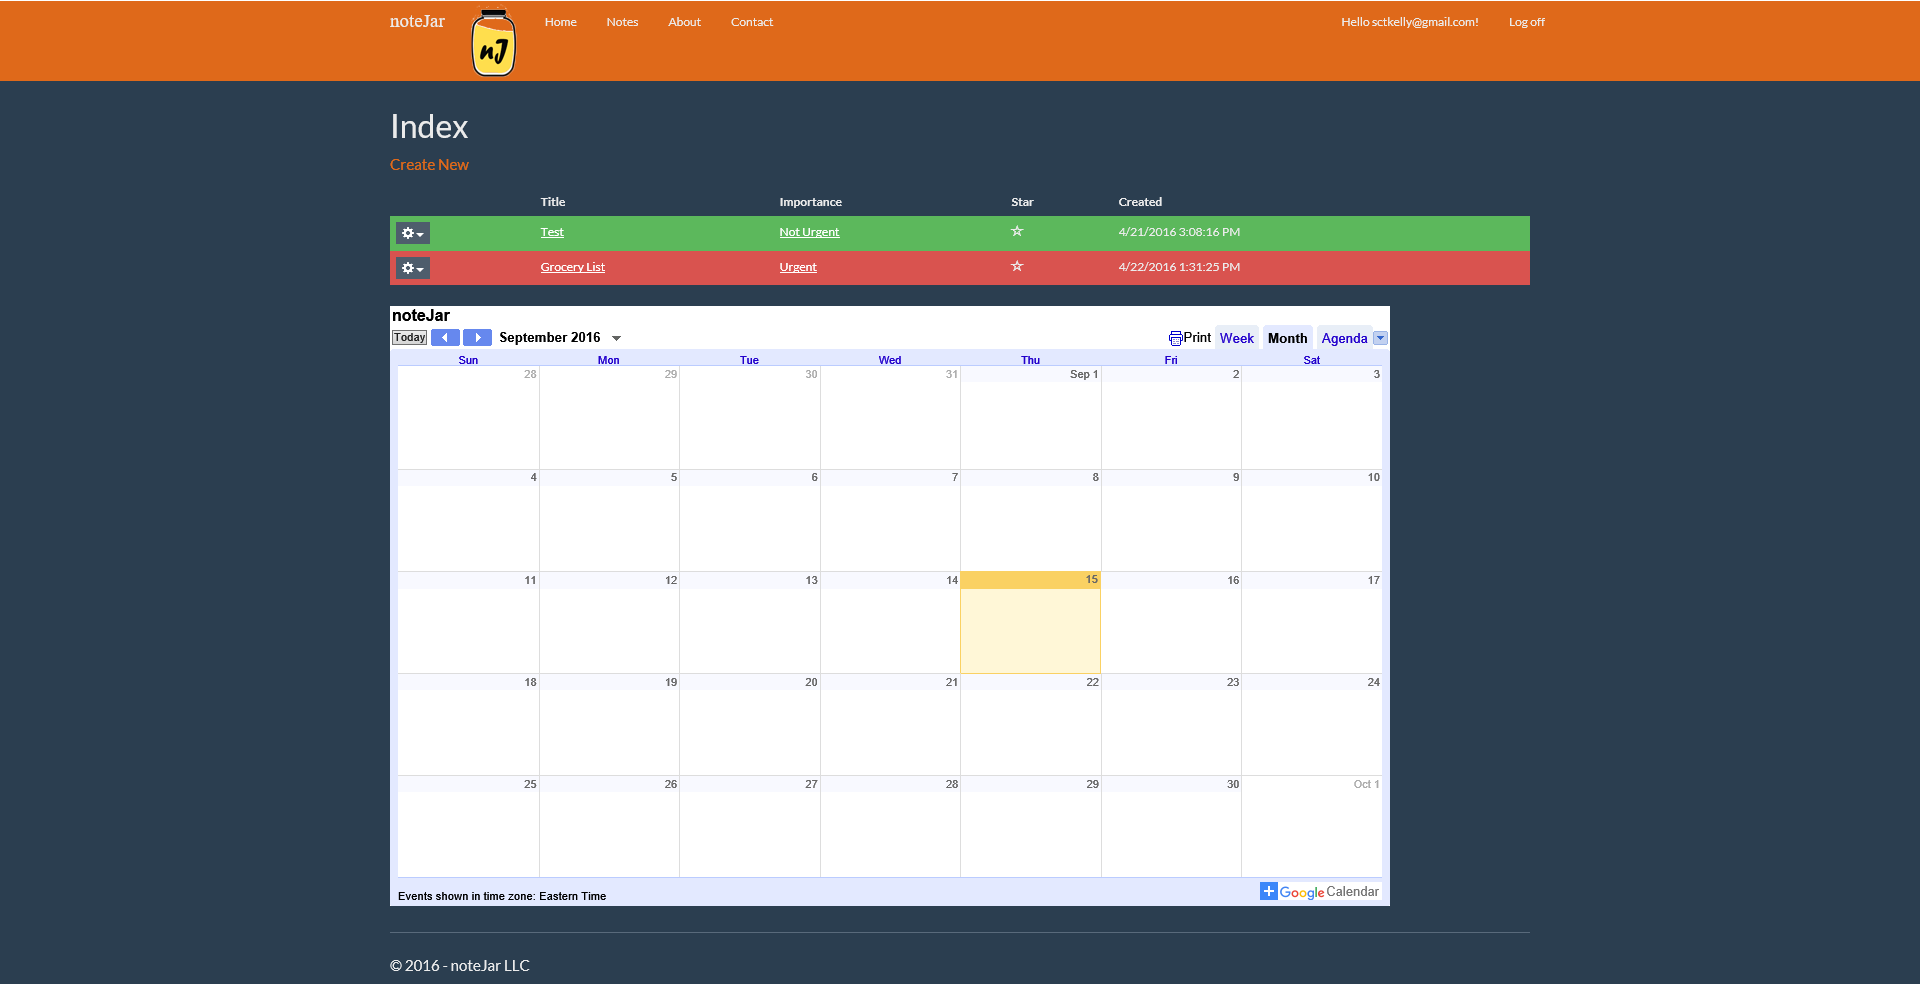 noteJar nJ Home Notes About Contact Hello sctkelly@gmail.com! Log off
Index
Create New
Title Importance Star Created
Test Not Urgent 4/21/2016 3:08:16 PM
Grocery List Urgent 4/22/2016 1:31:25 PM
noteJar
Today September 2016 Print Week Month Agenda
Sun Mon Tue Wed Thu Fri Sat
28 29 30 31 Sep 1 2 3
4 5 6 7 8 9 10
11 12 13 14 15 16 17
18 19 20 21 22 23 24
25 26 27 28 29 30 Oct 1
Events shown in time zone: Eastern Time
Google Calendar
© 2016 - noteJar LLC